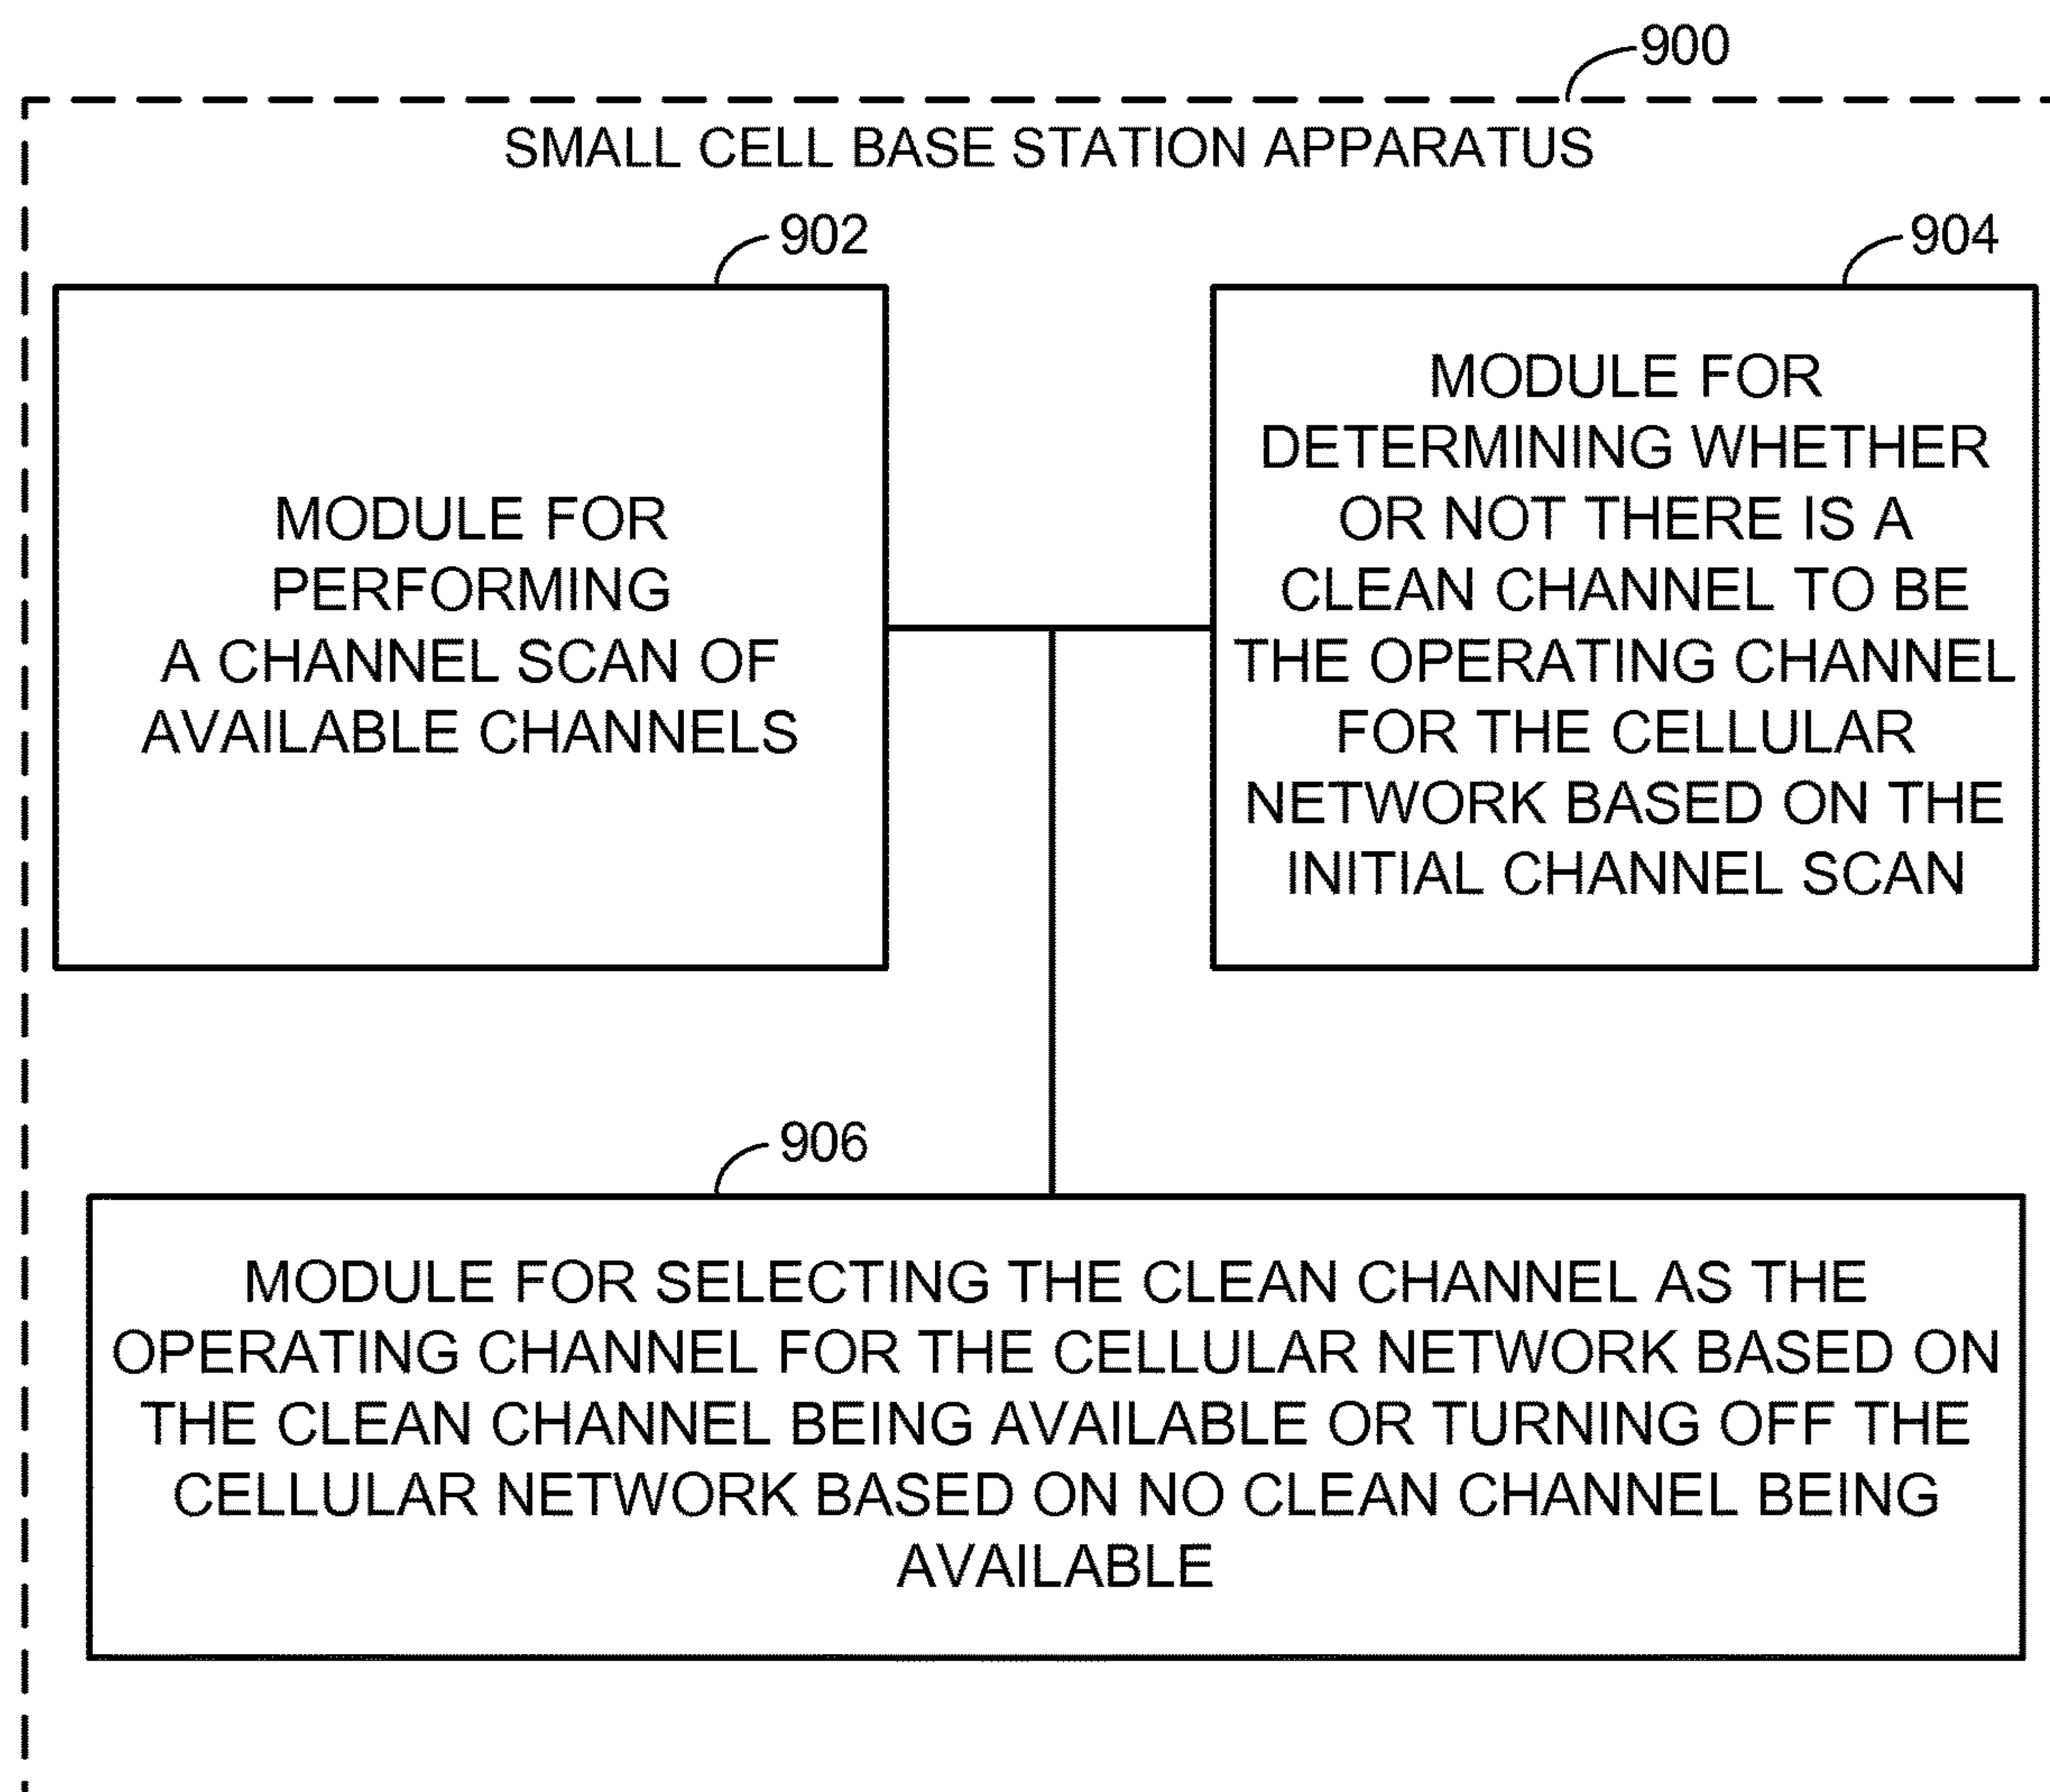 900
SMALL CELL BASE STATION APPARATUS
902
MODULE FOR
PERFORMING
A CHANNEL SCAN OF
AVAILABLE CHANNELS
904
MODULE FOR
DETERMINING WHETHER
OR NOT THERE IS A
CLEAN CHANNEL TO BE
THE OPERATING CHANNEL
FOR THE CELLULAR
NETWORK BASED ON THE
INITIAL CHANNEL SCAN
906
MODULE FOR SELECTING THE CLEAN CHANNEL AS THE
OPERATING CHANNEL FOR THE CELLULAR NETWORK BASED ON
THE CLEAN CHANNEL BEING AVAILABLE OR TURNING OFF THE
CELLULAR NETWORK BASED ON NO CLEAN CHANNEL BEING
AVAILABLE